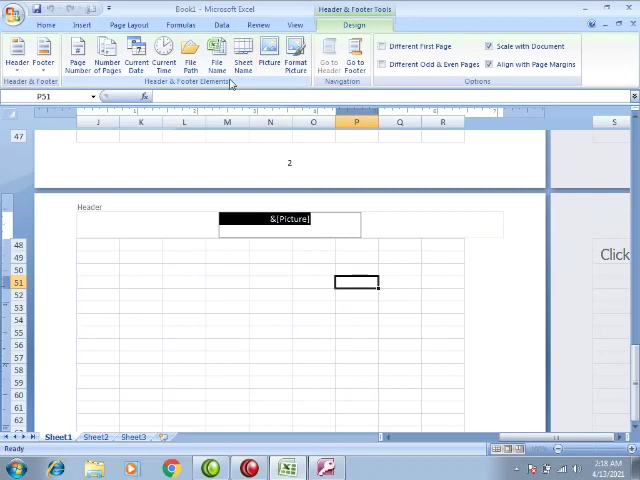 Book1 - Microsoft Excel
Header & Footer Tools
Home Insert Page Layout Formulas Data Review View Design
Header Footer
Page Number
Number of Pages
Current Date
Current Time
File Path
File Name
Sheet Name
Picture
Format Picture
Go to Header
Go to Footer
Different First Page
Different Odd & Even Pages
Scale with Document
Align with Page Margins
Header & Footer
Header & Footer Elements
Navigation
Options
P51
fx
J K L M N O P Q R S
47
2
Header
&[Picture]
48
49
50
51
52
53
54
55
56
57
58
59
60
61
62
Click
Sheet1 Sheet2 Sheet3
Ready
2:18 AM
4/13/2021